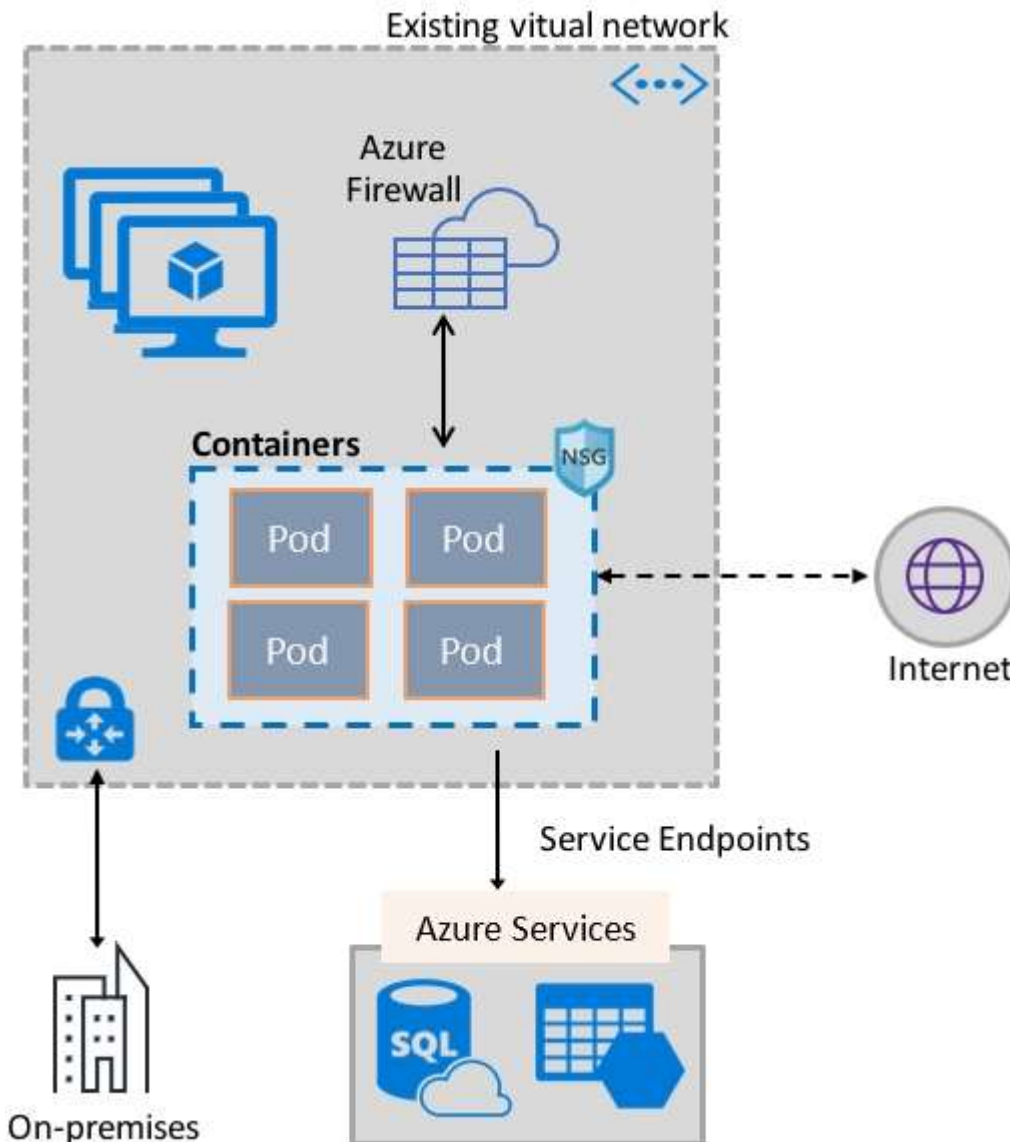 Existing vitual network
Azure
Firewall
Containers
NSG
Pod
Pod
Pod
Pod
Internet
Service Endpoints
Azure Services
SQL
On-premises